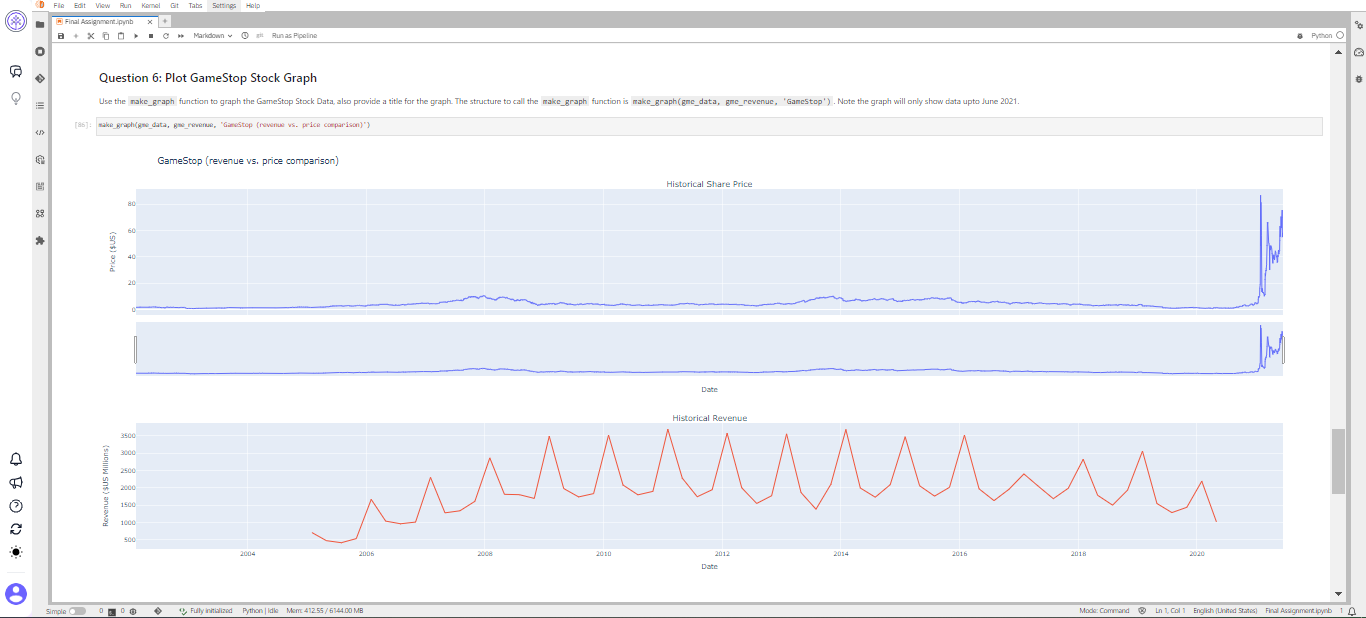 File Edit View Run Kernel Git Tabs Settings Help
Final Assignment.ipynb × +
Markdown Run as Pipeline Python
Question 6: Plot GameStop Stock Graph
Use the make_graph function to graph the GameStop Stock Data, also provide a title for the graph. The structure to call the make_graph function is make_graph(gme_data, gme_revenue, 'GameStop'). Note the graph will only show data upto June 2021.
[86]: make_graph(gme_data, gme_revenue, 'GameStop (revenue vs. price comparison)')
GameStop (revenue vs. price comparison)
Historical Share Price
Price ($US)
80
60
40
20
0
Date
Historical Revenue
Revenue ($US Millions)
3500
3000
2500
2000
1500
1000
500
2004 2006 2008 2010 2012 2014 2016 2018 2020
Date
Simple 0 0 Fully initialized Python | Idle Mem: 412.55 / 6144.00 MB Mode: Command Ln 1, Col 1 English (United States) Final Assignment.ipynb 1